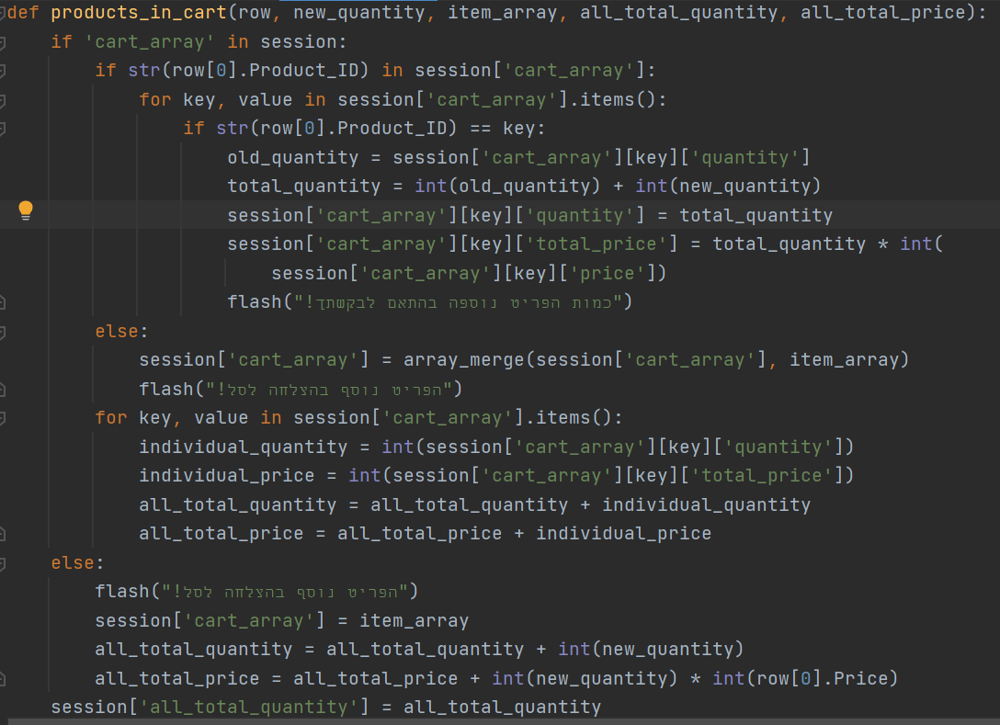 def products_in_cart(row, new_quantity, item_array, all_total_quantity, all_total_price):
    if 'cart_array' in session:
        if str(row[0].Product_ID) in session['cart_array']:
            for key, value in session['cart_array'].items():
                if str(row[0].Product_ID) == key:
                    old_quantity = session['cart_array'][key]['quantity']
                    total_quantity = int(old_quantity) + int(new_quantity)
                    session['cart_array'][key]['quantity'] = total_quantity
                    session['cart_array'][key]['total_price'] = total_quantity * int(
                        session['cart_array'][key]['price'])
                    flash("כמות הפריט נוספה בהתאם לבקשתך!")
        else:
            session['cart_array'] = array_merge(session['cart_array'], item_array)
            flash("הפריט נוסף בהצלחה לסל!")
        for key, value in session['cart_array'].items():
            individual_quantity = int(session['cart_array'][key]['quantity'])
            individual_price = int(session['cart_array'][key]['total_price'])
            all_total_quantity = all_total_quantity + individual_quantity
            all_total_price = all_total_price + individual_price
    else:
        flash("הפריט נוסף בהצלחה לסל!")
        session['cart_array'] = item_array
        all_total_quantity = all_total_quantity + int(new_quantity)
        all_total_price = all_total_price + int(new_quantity) * int(row[0].Price)
    session['all_total_quantity'] = all_total_quantity